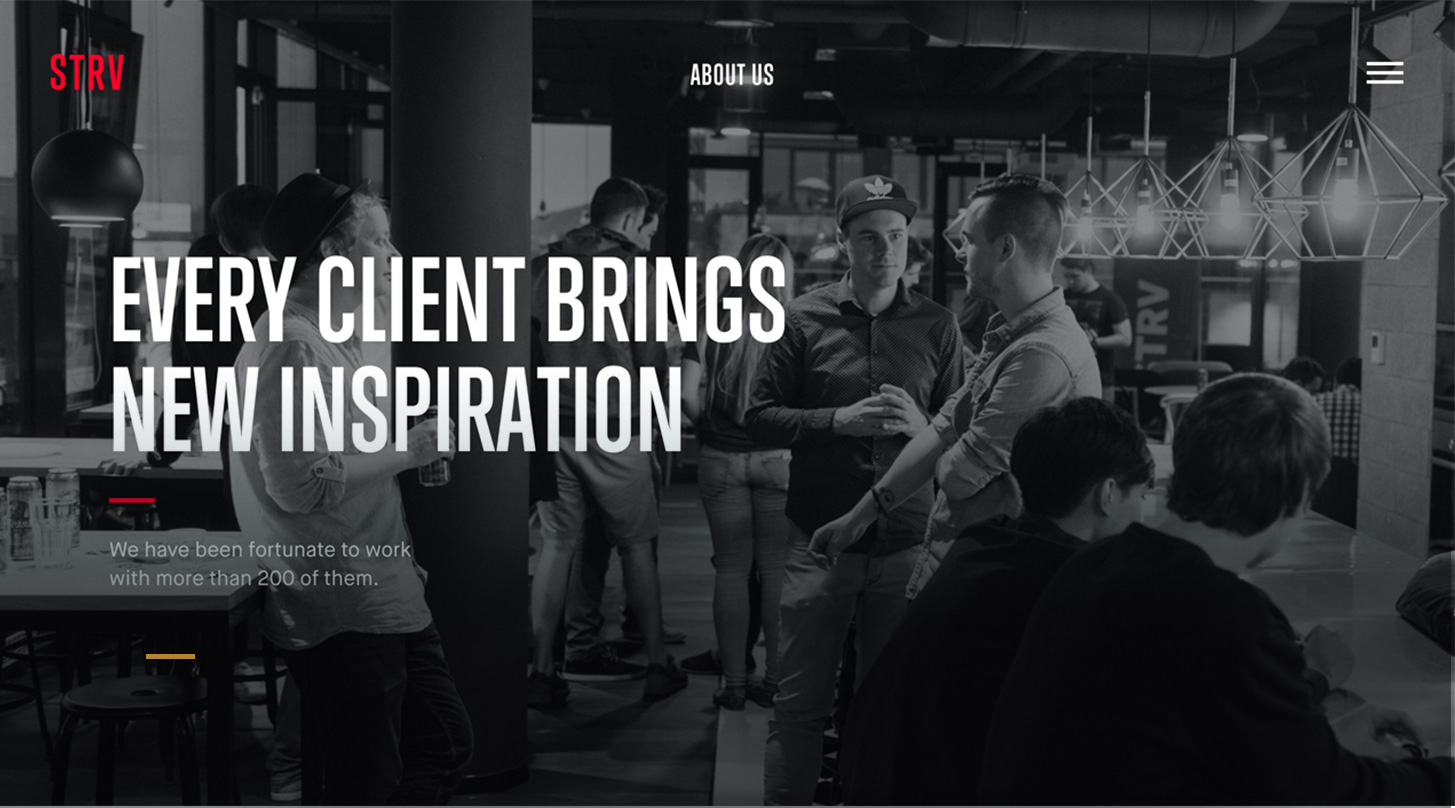 STRV
ABOUT US
EVERY CLIENT BRINGS
NEW INSPIRATION
We have been fortunate to work
with more than 200 of them.
STRV